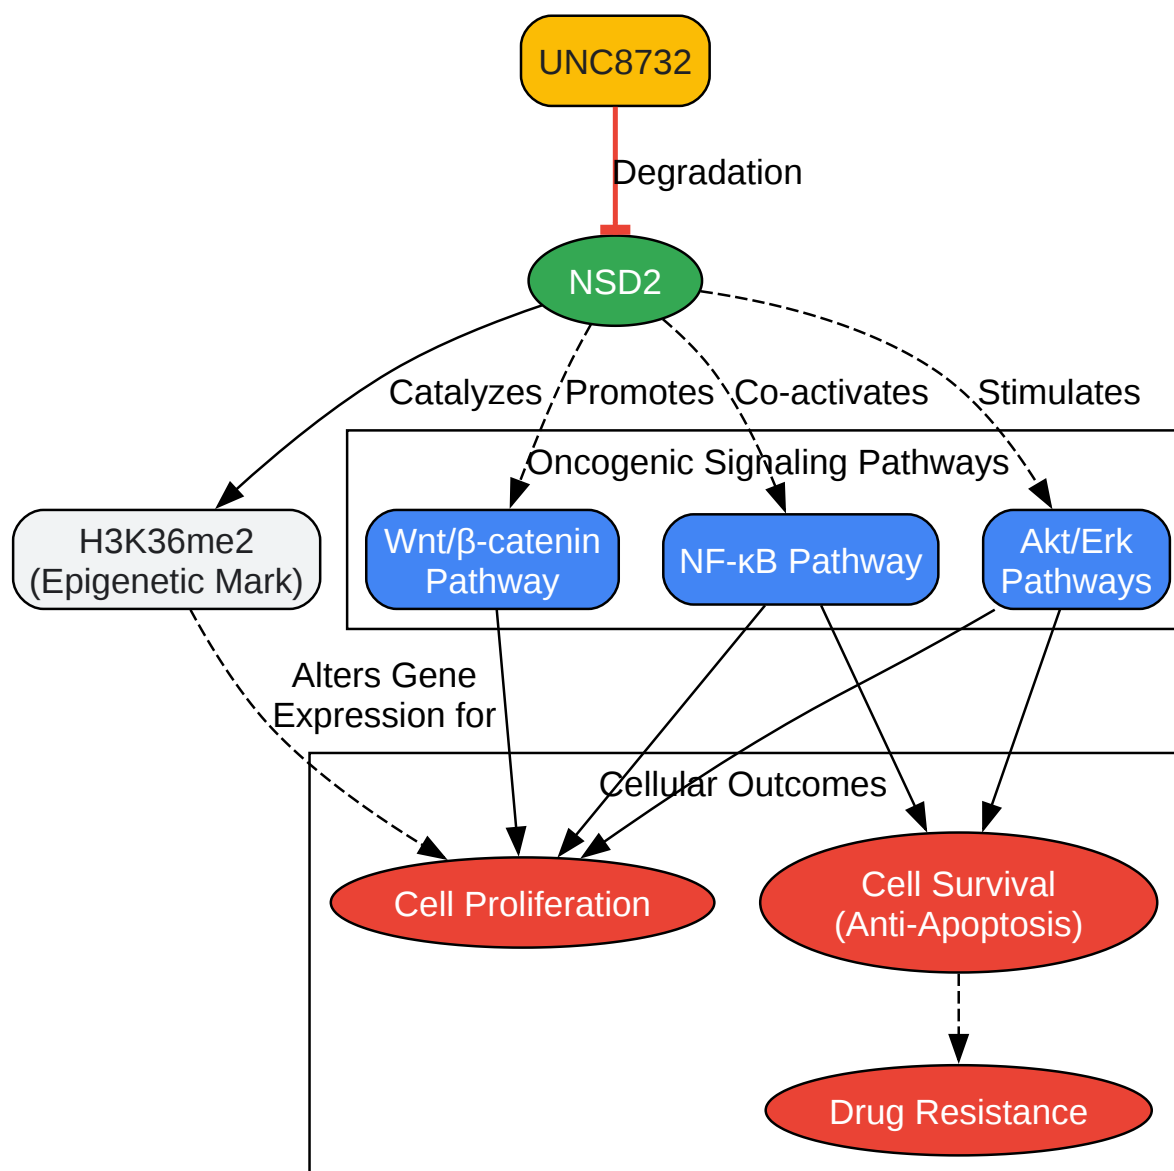 UNC8732
Degradation
NSD2
Catalyzes
Promotes
Co-activates
Stimulates
Oncogenic Signaling Pathways
H3K36me2
(Epigenetic Mark)
Wnt/β-catenin
Pathway
NF-κB Pathway
Akt/Erk
Pathways
Alters Gene
Expression for
Cellular Outcomes
Cell Proliferation
Cell Survival
(Anti-Apoptosis)
Drug Resistance